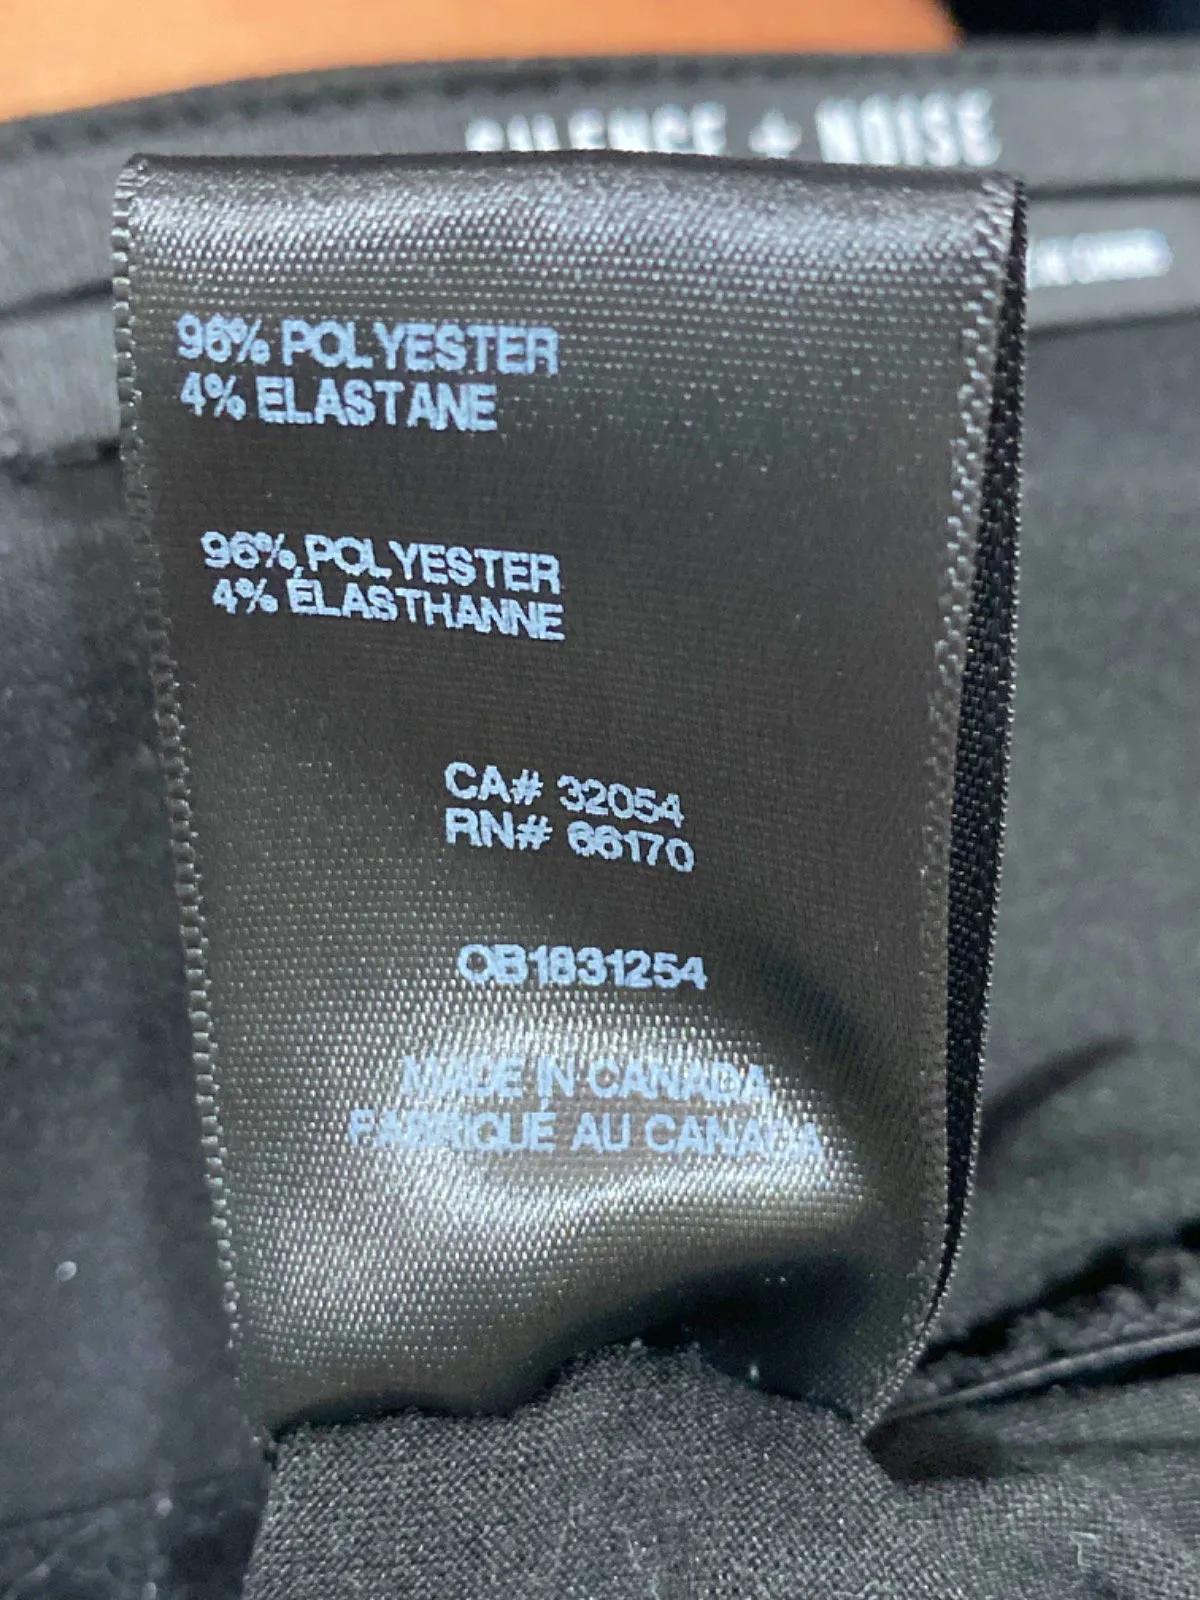 SILENCE + NOISE
96% POLYESTER
4% ELASTANE
96% POLYESTER
4% ÉLASTHANNE
CA# 32054
RN# 66170
OB1831254
MADE IN CANADA
FABRIQUÉ AU CANADA